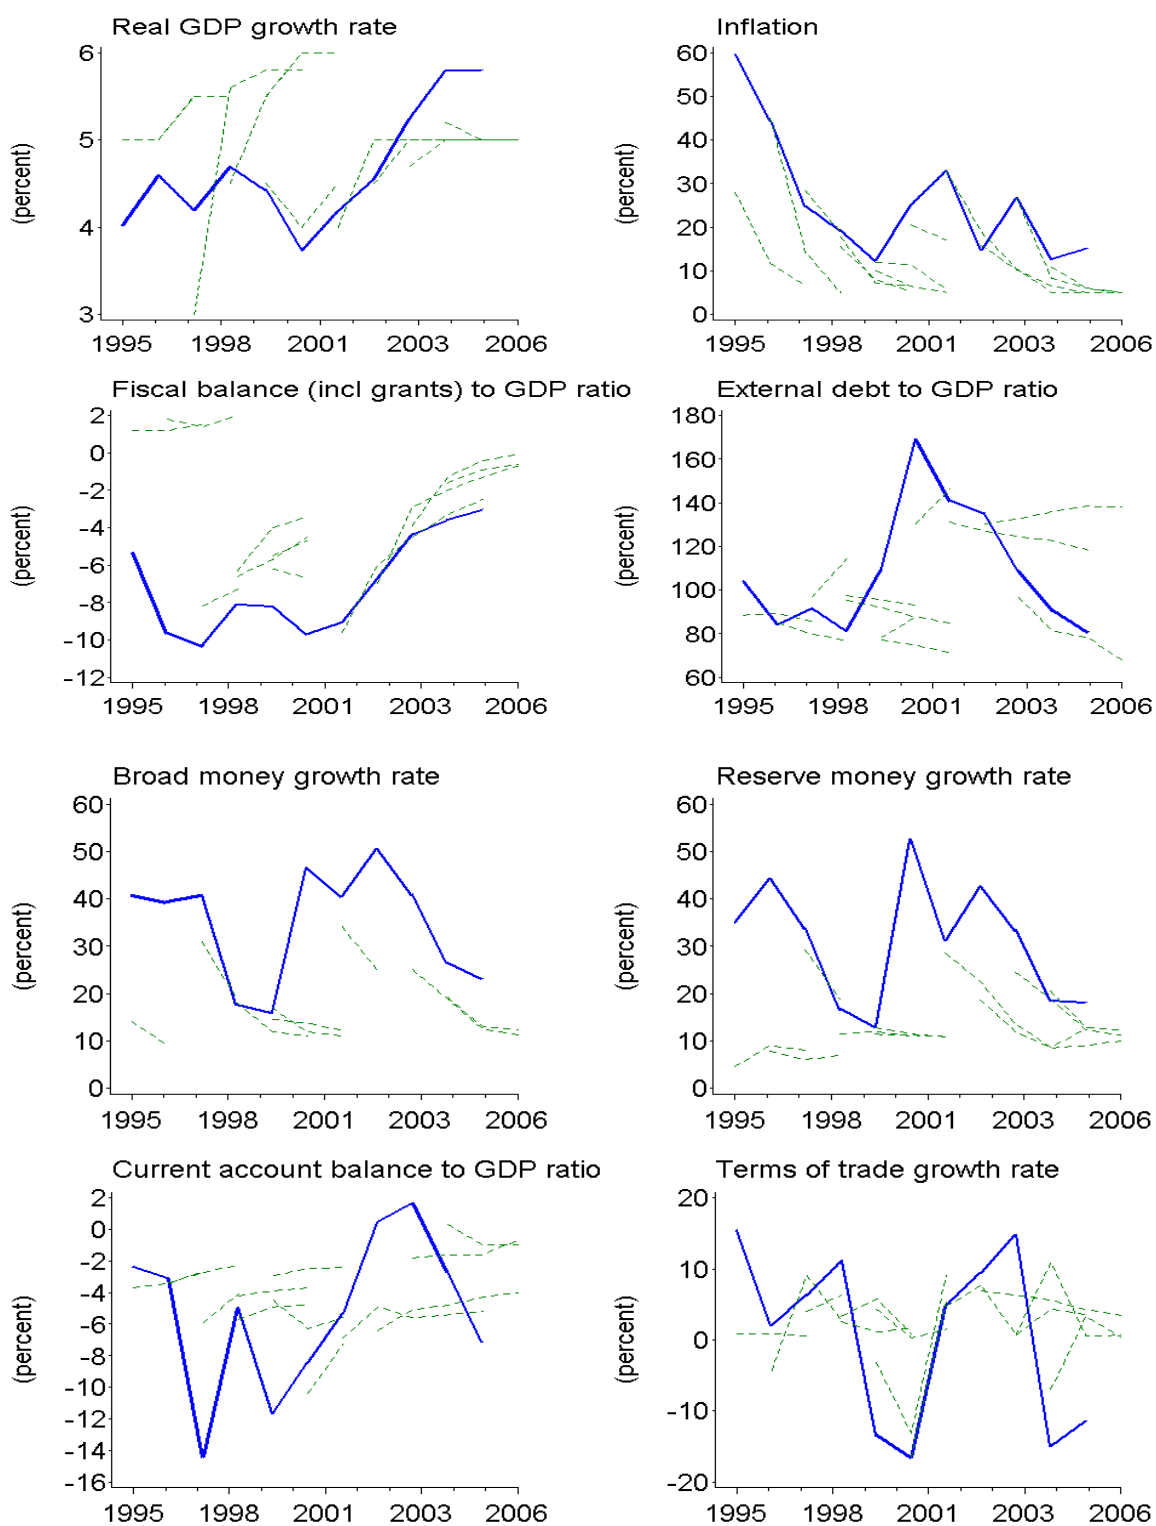 Real GDP growth rate
6
5
4
3
(percent)
1995 1998 2001 2003 2006
Inflation
60
50
40
30
20
10
0
(percent)
1995 1998 2001 2003 2006
Fiscal balance (incl grants) to GDP ratio
2
0
-2
-4
-6
-8
-10
-12
(percent)
1995 1998 2001 2003 2006
External debt to GDP ratio
180
160
140
120
100
80
60
(percent)
1995 1998 2001 2003 2006
Broad money growth rate
60
50
40
30
20
10
0
(percent)
1995 1998 2001 2003 2006
Reserve money growth rate
60
50
40
30
20
10
0
(percent)
1995 1998 2001 2003 2006
Current account balance to GDP ratio
2
0
-2
-4
-6
-8
-10
-12
-14
-16
(percent)
1995 1998 2001 2003 2006
Terms of trade growth rate
20
10
0
-10
-20
(percent)
1995 1998 2001 2003 2006